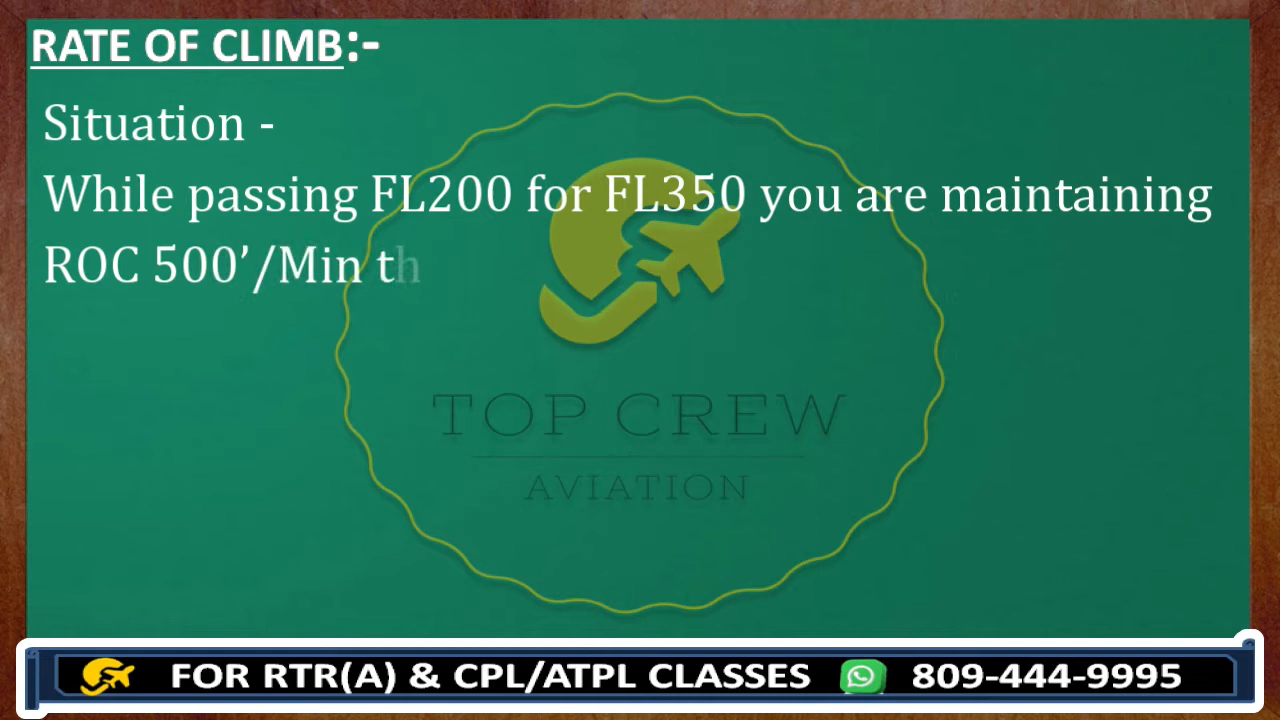 RATE OF CLIMB:-
Situation -
While passing FL200 for FL350 you are maintaining
ROC 500’/Min th
TOP CREW
AVIATION
FOR RTR(A) & CPL/ATPL CLASSES 809-444-9995